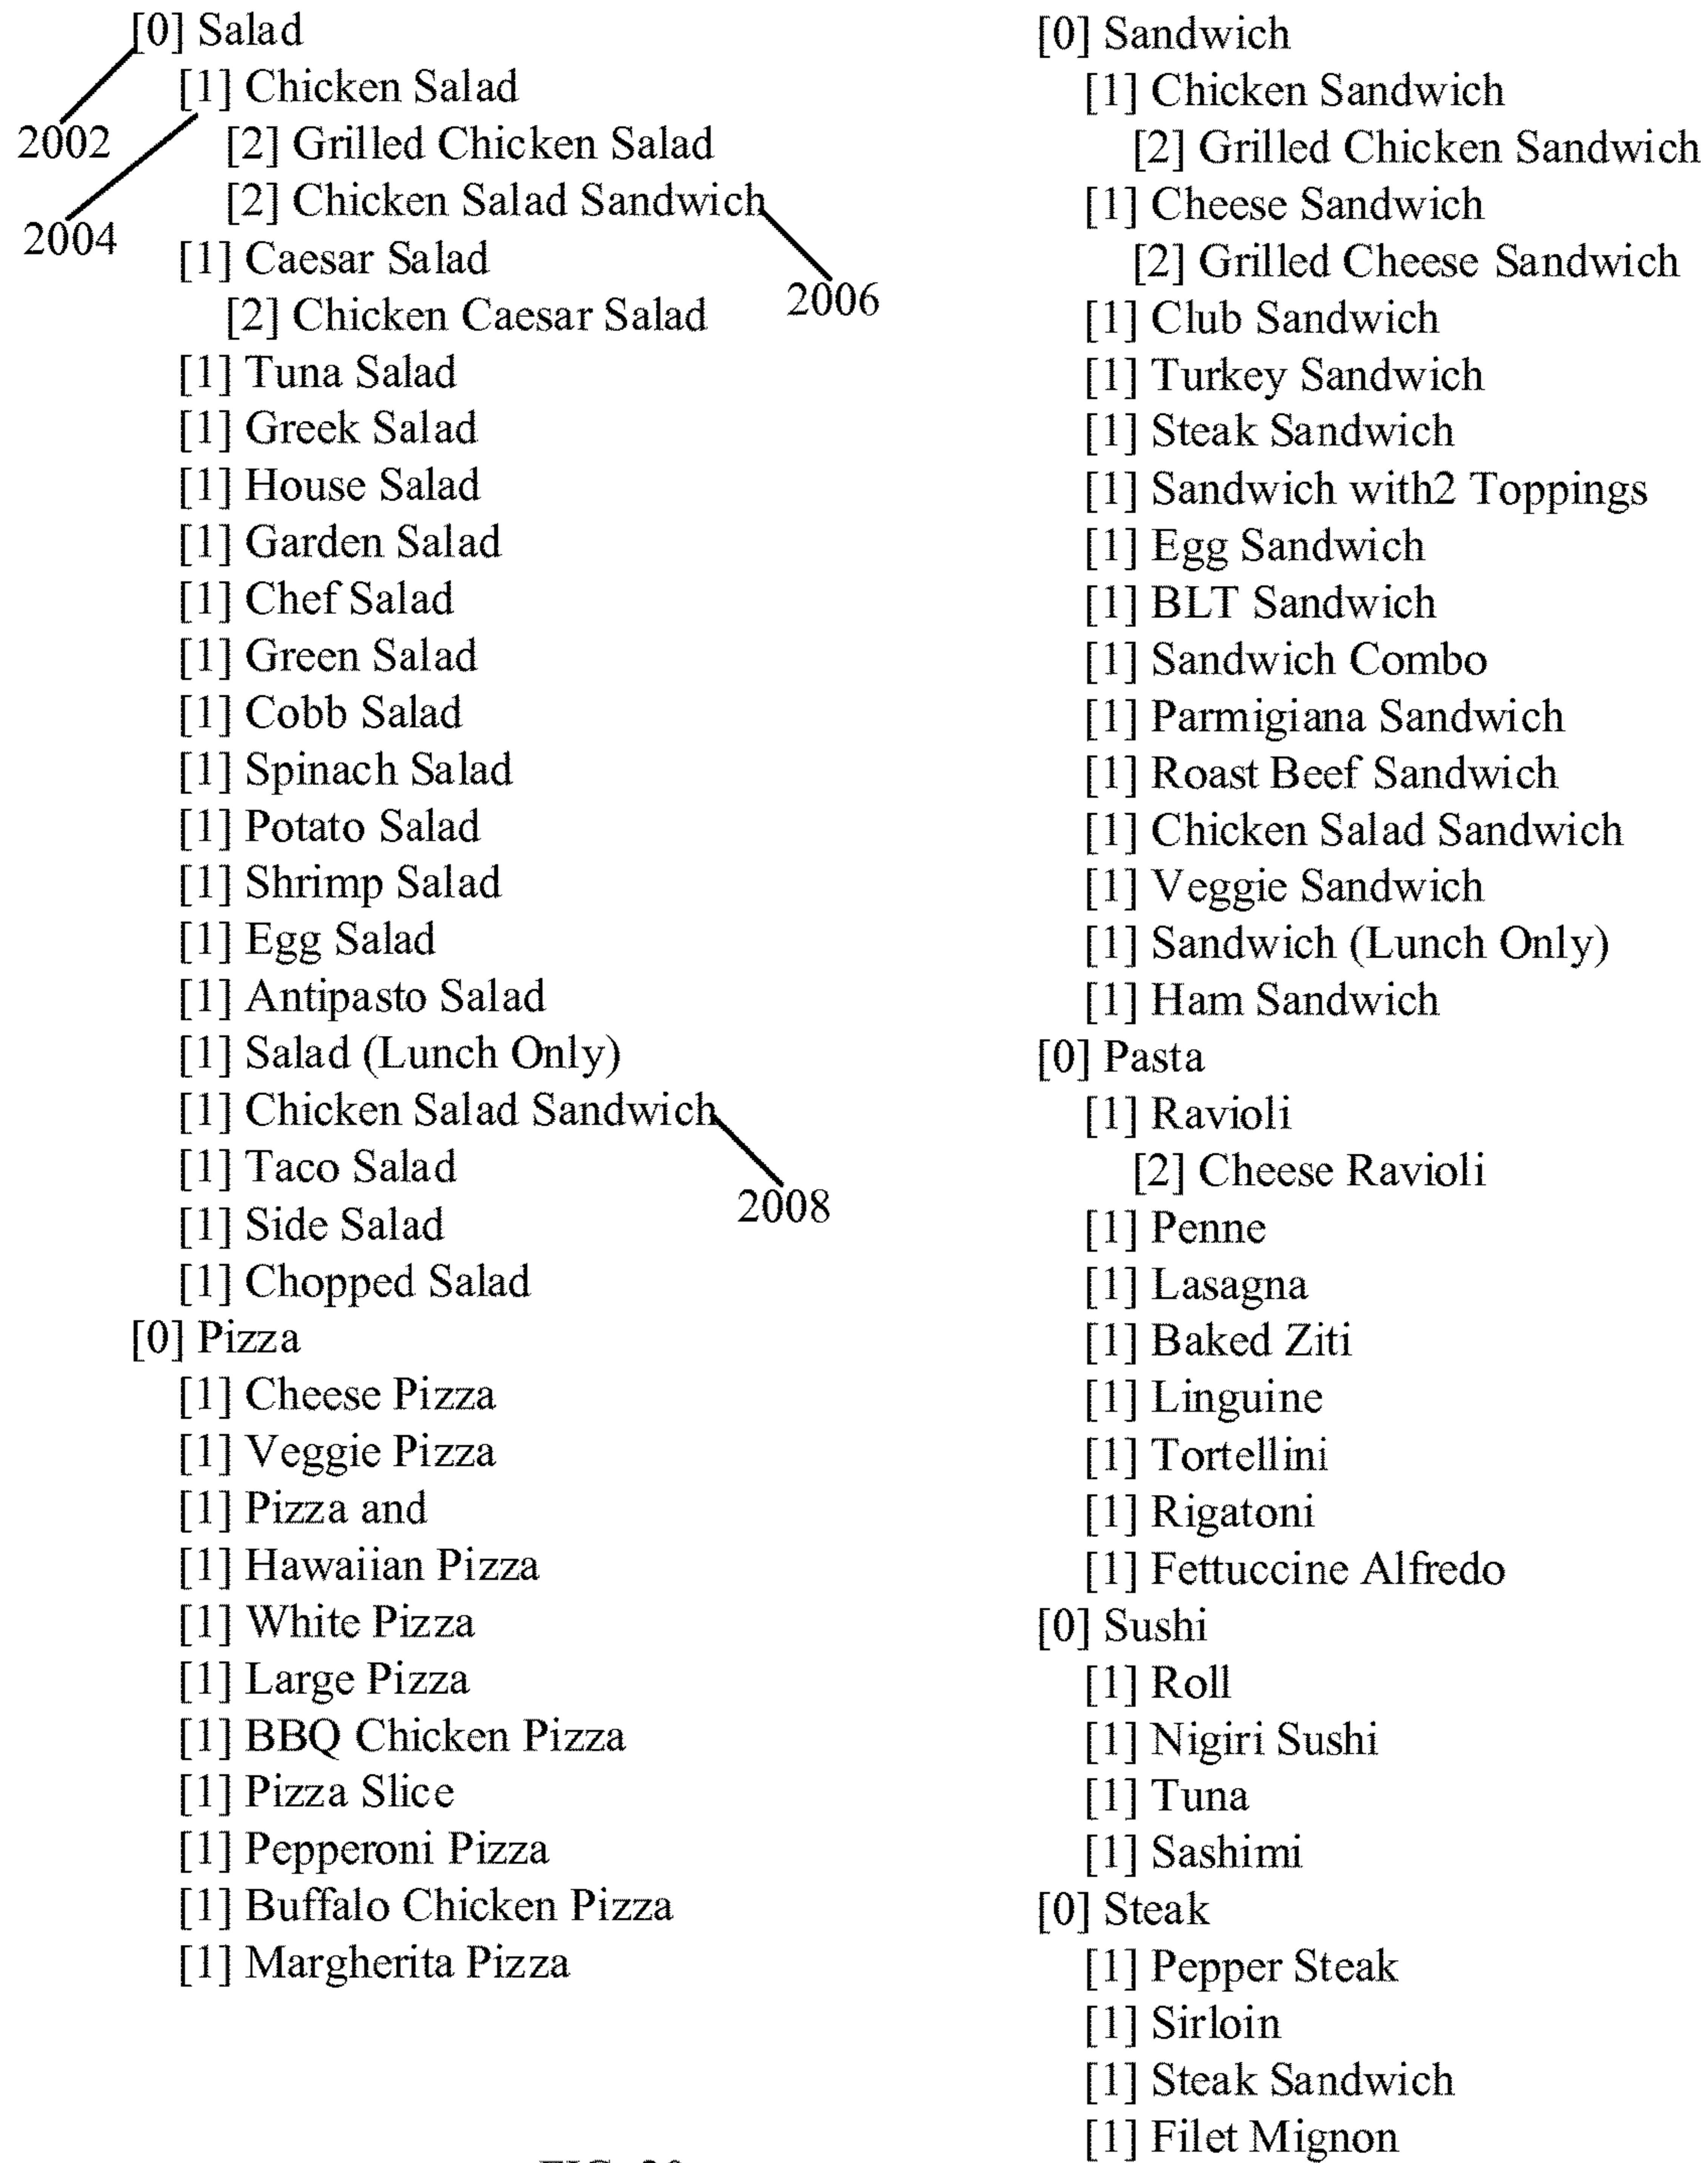 [0] Salad
[1] Chicken Salad
2002
[2] Grilled Chicken Salad
[2] Chicken Salad Sandwich
2004
[1] Caesar Salad
2006
[2] Chicken Caesar Salad
[1] Tuna Salad
[1] Greek Salad
[1] House Salad
[1] Garden Salad
[1] Chef Salad
[1] Green Salad
[1] Cobb Salad
[1] Spinach Salad
[1] Potato Salad
[1] Shrimp Salad
[1] Egg Salad
[1] Antipasto Salad
[1] Salad (Lunch Only)
[1] Chicken Salad Sandwich
[1] Taco Salad
2008
[1] Side Salad
[1] Chopped Salad
[0] Pizza
[1] Cheese Pizza
[1] Veggie Pizza
[1] Pizza and
[1] Hawaiian Pizza
[1] White Pizza
[1] Large Pizza
[1] BBQ Chicken Pizza
[1] Pizza Slice
[1] Pepperoni Pizza
[1] Buffalo Chicken Pizza
[1] Margherita Pizza
[0] Sandwich
[1] Chicken Sandwich
[2] Grilled Chicken Sandwich
[1] Cheese Sandwich
[2] Grilled Cheese Sandwich
[1] Club Sandwich
[1] Turkey Sandwich
[1] Steak Sandwich
[1] Sandwich with2 Toppings
[1] Egg Sandwich
[1] BLT Sandwich
[1] Sandwich Combo
[1] Parmigiana Sandwich
[1] Roast Beef Sandwich
[1] Chicken Salad Sandwich
[1] Veggie Sandwich
[1] Sandwich (Lunch Only)
[1] Ham Sandwich
[0] Pasta
[1] Ravioli
[2] Cheese Ravioli
[1] Penne
[1] Lasagna
[1] Baked Ziti
[1] Linguine
[1] Tortellini
[1] Rigatoni
[1] Fettuccine Alfredo
[0] Sushi
[1] Roll
[1] Nigiri Sushi
[1] Tuna
[1] Sashimi
[0] Steak
[1] Pepper Steak
[1] Sirloin
[1] Steak Sandwich
[1] Filet Mignon